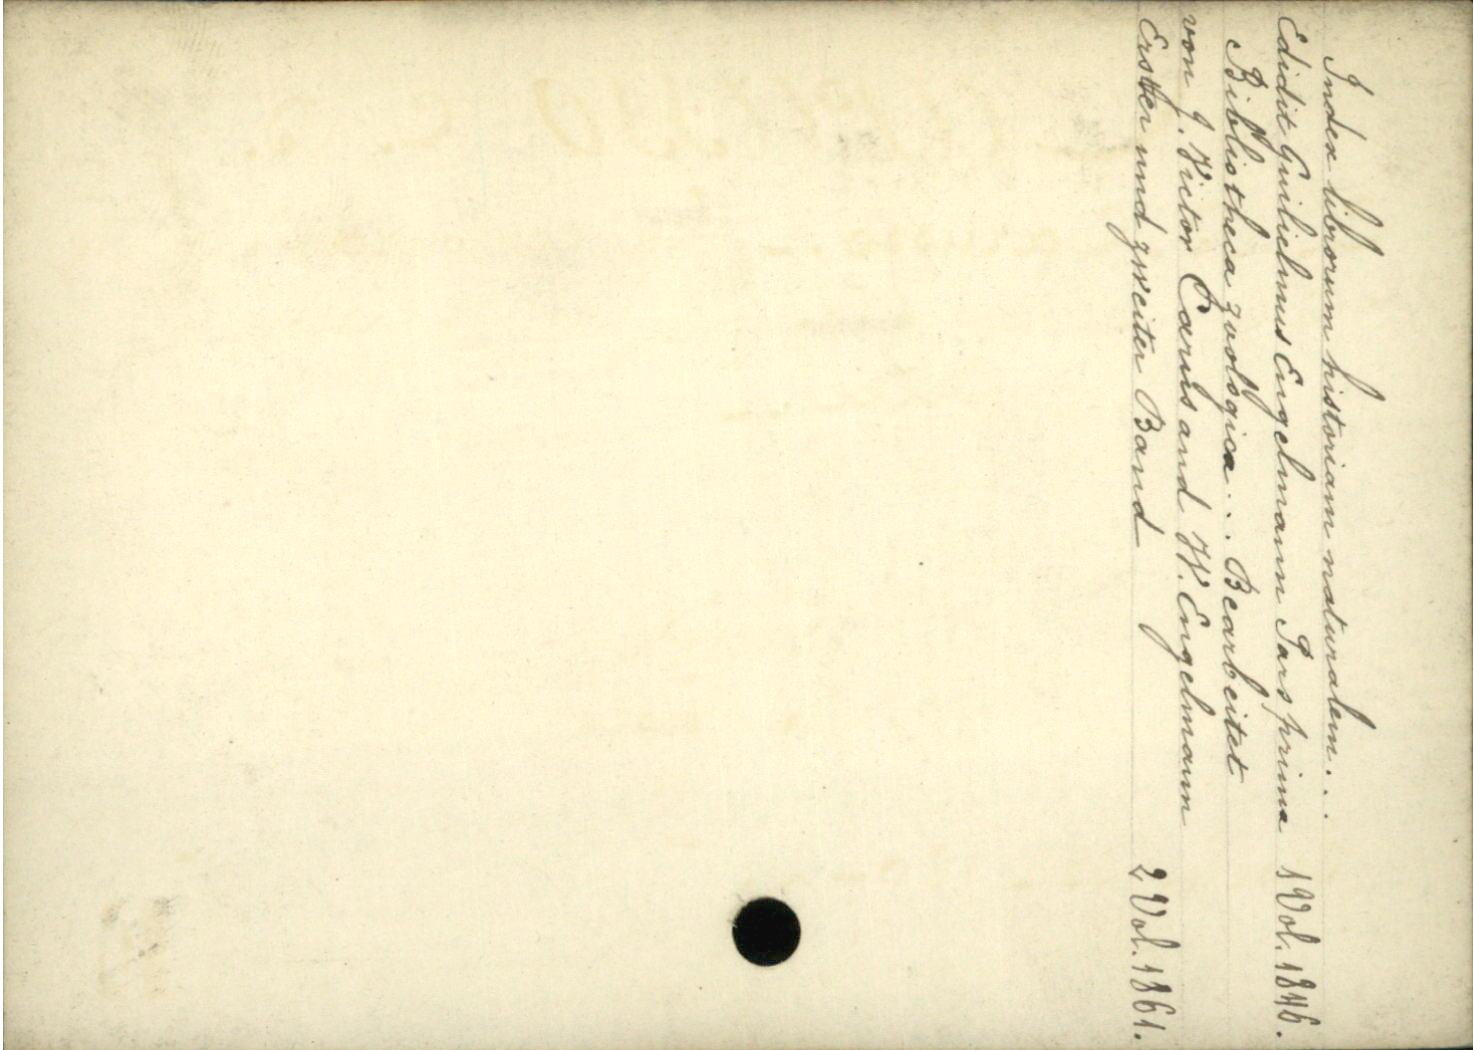 Index librorum historiam naturalem...
Edidit Guilielmus Engelmann Pars prima 1 Vol. 1846.
Bibliotheca zoologica... Bearbeitet
von J. Victor Carus and W. Engelmann
Erster und zweiter Band 2 Vol. 1861.